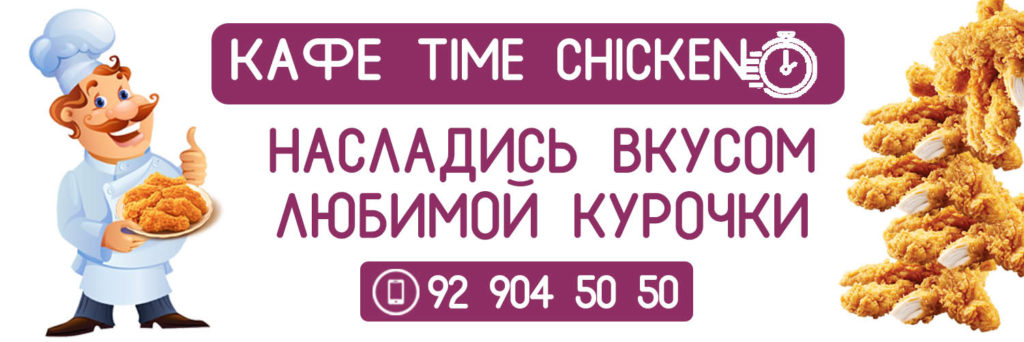 КАФЕ TIME CHICKEN
НАСЛАДИСЬ ВКУСОМ
ЛЮБИМОЙ КУРОЧКИ
92 904 50 50